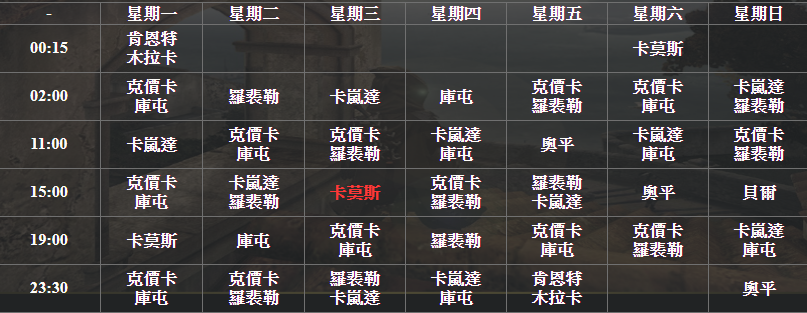 - 星期一 星期二 星期三 星期四 星期五 星期六 星期日
00:15 肯恩特 木拉卡 卡莫斯
02:00 克價卡 庫屯 羅裴勒 卡嵐達 庫屯 克價卡 羅裴勒 克價卡 庫屯 卡嵐達 羅裴勒
11:00 卡嵐達 克價卡 庫屯 克價卡 羅裴勒 卡嵐達 庫屯 奧平 卡嵐達 庫屯 克價卡 羅裴勒
15:00 克價卡 庫屯 卡嵐達 羅裴勒 卡莫斯 克價卡 羅裴勒 羅裴勒 卡嵐達 奧平 貝爾
19:00 卡莫斯 庫屯 克價卡 庫屯 羅裴勒 克價卡 庫屯 克價卡 羅裴勒 卡嵐達 庫屯
23:30 克價卡 庫屯 克價卡 羅裴勒 羅裴勒 卡嵐達 卡嵐達 庫屯 肯恩特 木拉卡 奧平